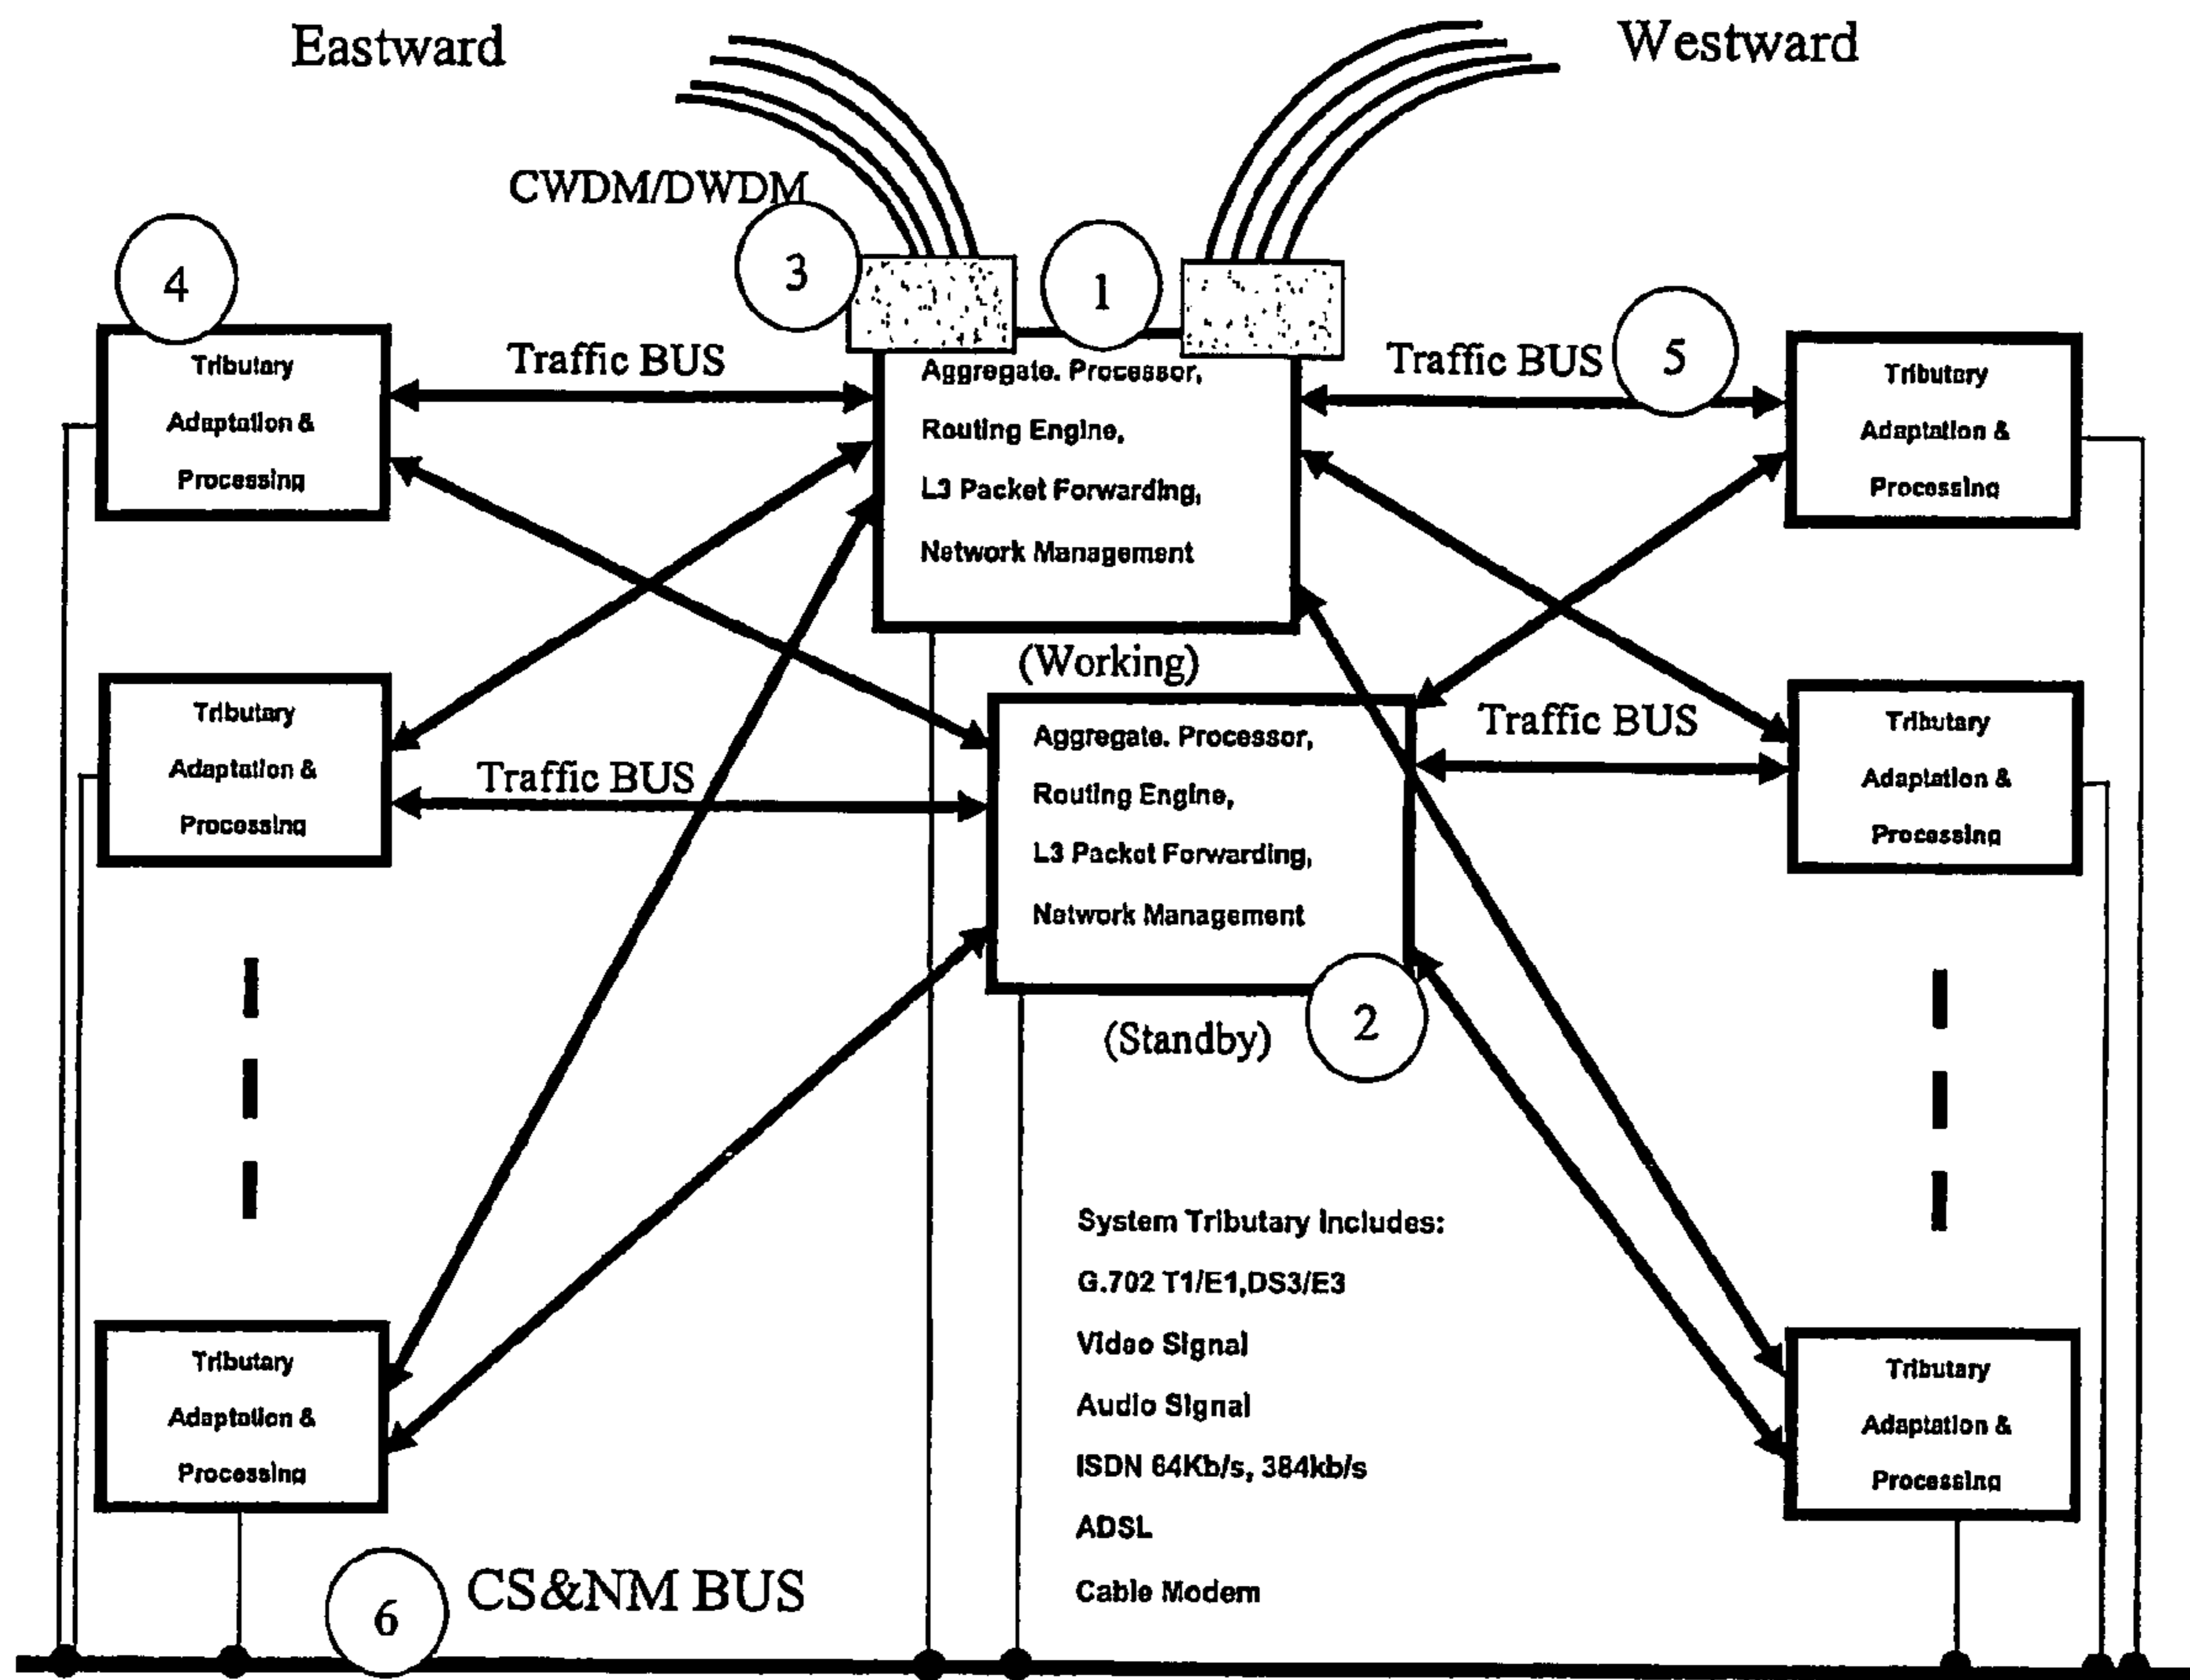 Eastward
Westward
CWDM/DWDM
3
1
4
5
Tributary
Adaptation &
Processing
Traffic BUS
Aggregate. Processor,
Routing Engine,
L3 Packet Forwarding,
Network Management
Traffic BUS
Tributary
Adaptation &
Processing
(Working)
Tributary
Adaptation &
Processing
Traffic BUS
Aggregate. Processor,
Routing Engine,
L3 Packet Forwarding,
Network Management
Traffic BUS
Tributary
Adaptation &
Processing
(Standby)
2
System Tributary Includes:
G.702 T1/E1,DS3/E3
Video Signal
Audio Signal
ISDN 64Kb/s, 384kb/s
ADSL
Cable Modem
Tributary
Adaptation &
Processing
Tributary
Adaptation &
Processing
6
CS&NM BUS